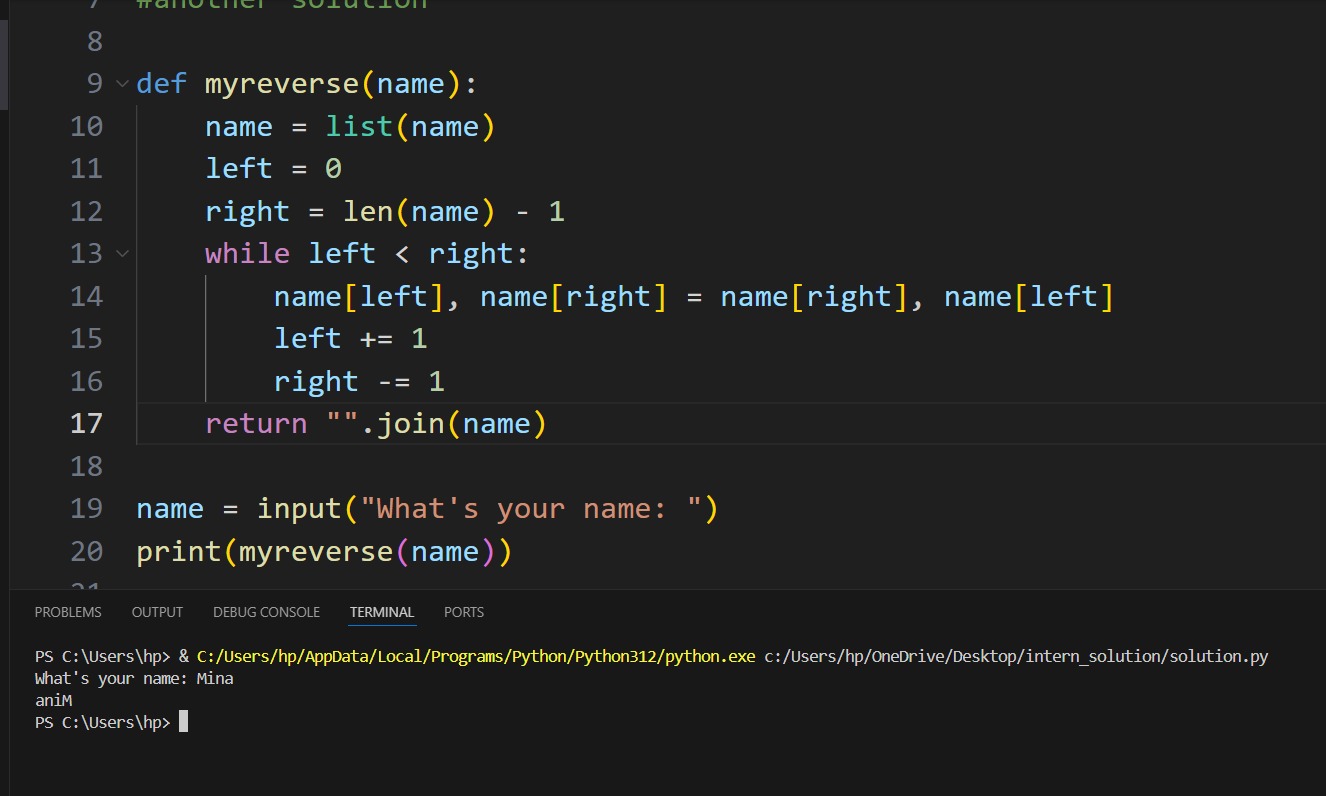 7 #another solution
8
9 def myreverse(name):
10     name = list(name)
11     left = 0
12     right = len(name) - 1
13     while left < right:
14         name[left], name[right] = name[right], name[left]
15         left += 1
16         right -= 1
17     return "".join(name)
18
19 name = input("What's your name: ")
20 print(myreverse(name))
21
PROBLEMS OUTPUT DEBUG CONSOLE TERMINAL PORTS
PS C:\Users\hp> & C:/Users/hp/AppData/Local/Programs/Python/Python312/python.exe c:/Users/hp/OneDrive/Desktop/intern_solution/solution.py
What's your name: Mina
aniM
PS C:\Users\hp>